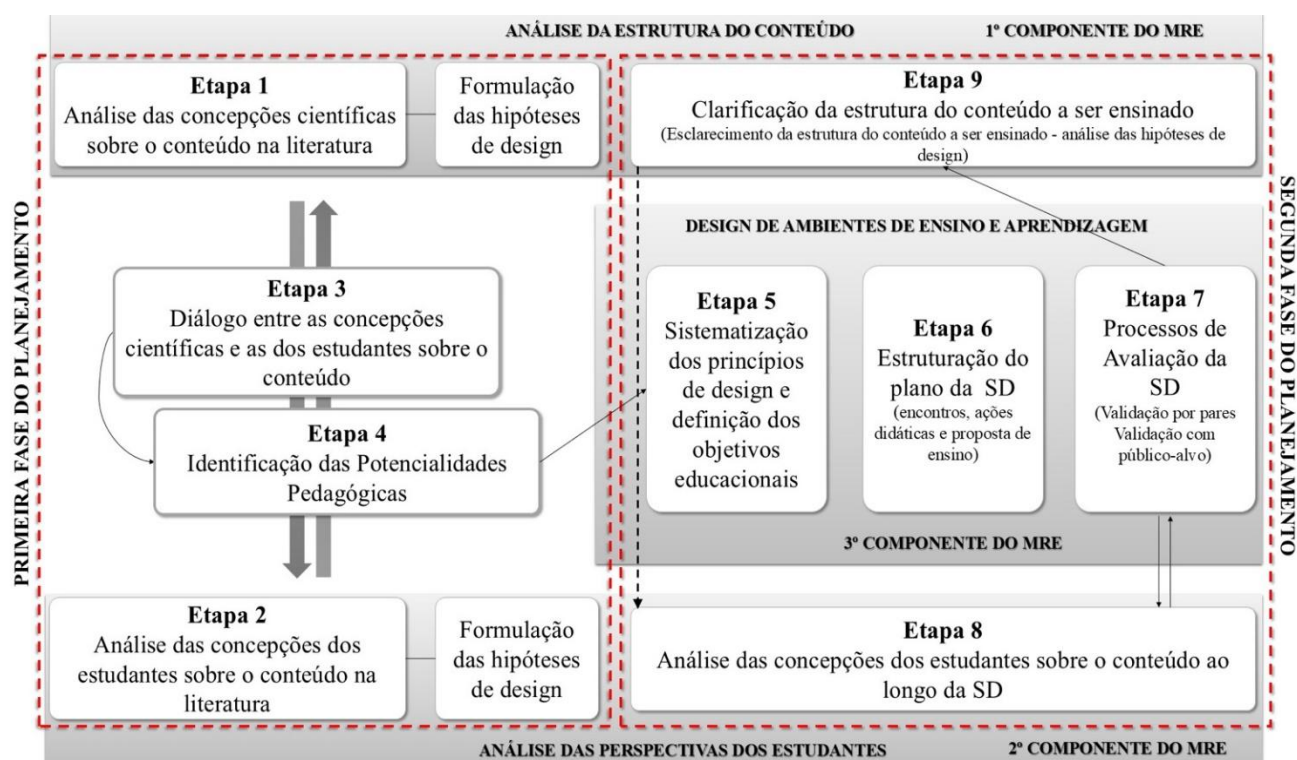 ANÁLISE DA ESTRUTURA DO CONTEÚDO
1º COMPONENTE DO MRE
PRIMEIRA FASE DO PLANEJAMENTO
Etapa 1
Análise das concepções científicas
sobre o conteúdo na literatura
Formulação
das hipóteses
de design
Etapa 3
Diálogo entre as concepções
científicas e as dos estudantes sobre o
conteúdo
Etapa 4
Identificação das Potencialidades
Pedagógicas
Etapa 2
Análise das concepções dos
estudantes sobre o conteúdo na
literatura
Formulação
das hipóteses
de design
Etapa 9
Clarificação da estrutura do conteúdo a ser ensinado
(Esclarecimento da estrutura do conteúdo a ser ensinado - análise das hipóteses de
design)
DESIGN DE AMBIENTES DE ENSINO E APRENDIZAGEM
Etapa 5
Sistematização
dos princípios
de design e
definição dos
objetivos
educacionais
Etapa 6
Estruturação do
plano da SD
(encontros, ações
didáticas e proposta de
ensino)
Etapa 7
Processos de
Avaliação da
SD
(Validação por pares
Validação com
público-alvo)
3º COMPONENTE DO MRE
Etapa 8
Análise das concepções dos estudantes sobre o conteúdo ao
longo da SD
SEGUNDA FASE DO PLANEJAMENTO
ANÁLISE DAS PERSPECTIVAS DOS ESTUDANTES
2º COMPONENTE DO MRE